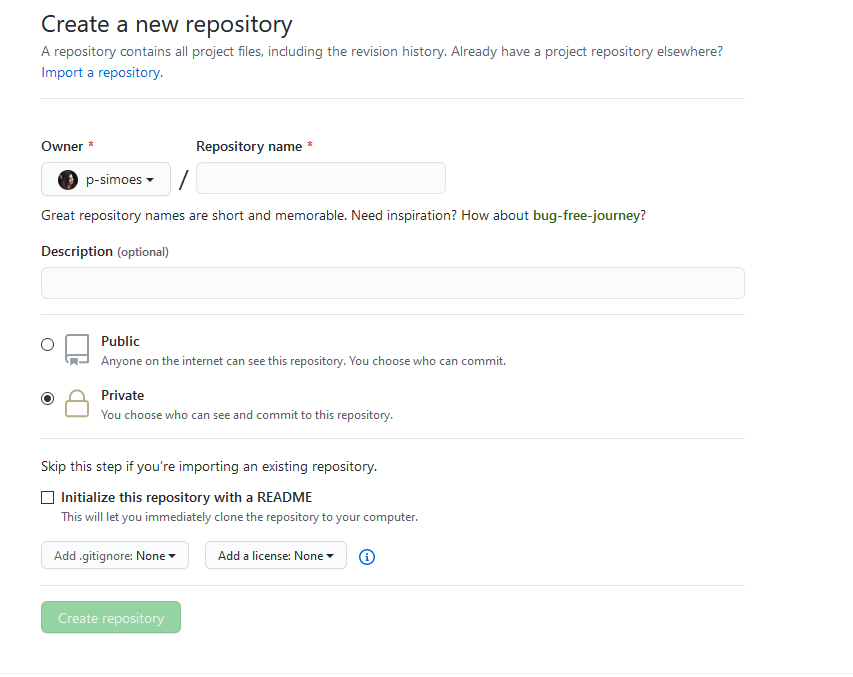 Create a new repository
A repository contains all project files, including the revision history. Already have a project repository elsewhere?
Import a repository.
Owner * Repository name *
p-simoes /
Great repository names are short and memorable. Need inspiration? How about bug-free-journey?
Description (optional)
Public
Anyone on the internet can see this repository. You choose who can commit.
Private
You choose who can see and commit to this repository.
Skip this step if you’re importing an existing repository.
Initialize this repository with a README
This will let you immediately clone the repository to your computer.
Add .gitignore: None Add a license: None
Create repository